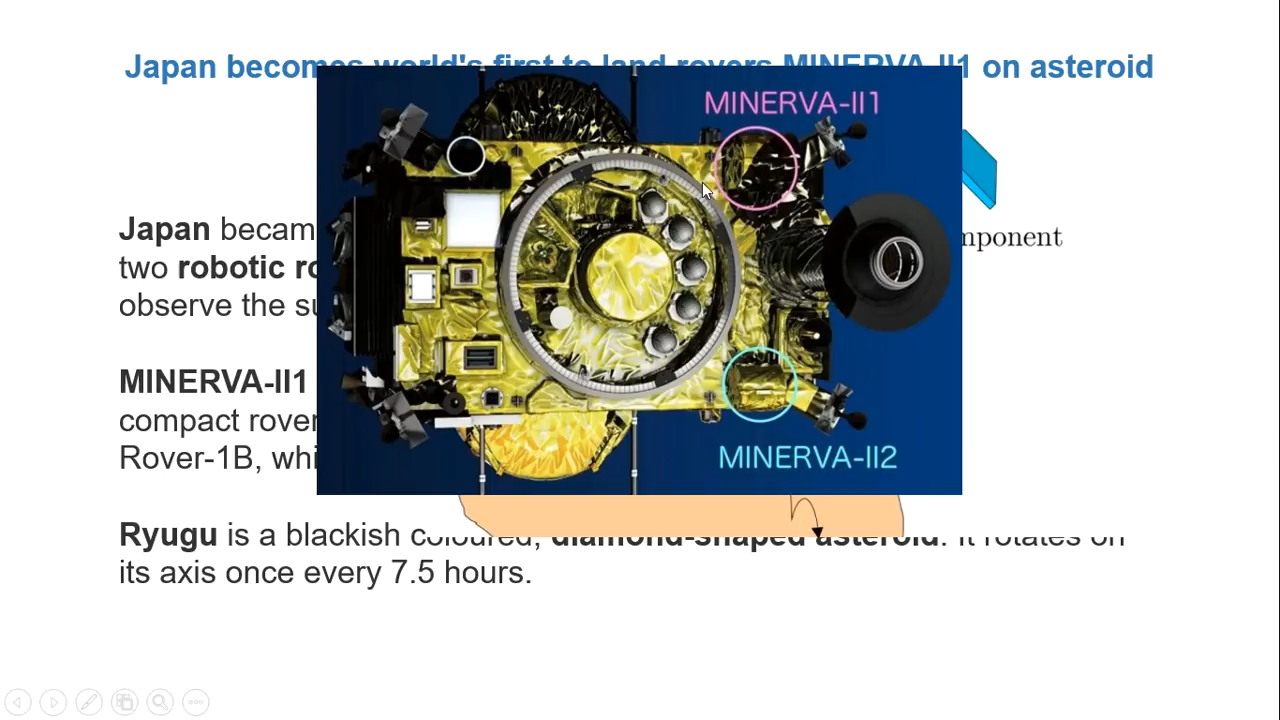 Japan becomes world's first to land rovers MINERVA-II1 on asteroid
MINERVA-II1
Japan becam
mponent
two robotic ro
observe the su
MINERVA-II1
compact rover
Rover-1B, whi
MINERVA-II2
Ryugu is a blackish coloured, diamond-shaped asteroid. It rotates on
its axis once every 7.5 hours.